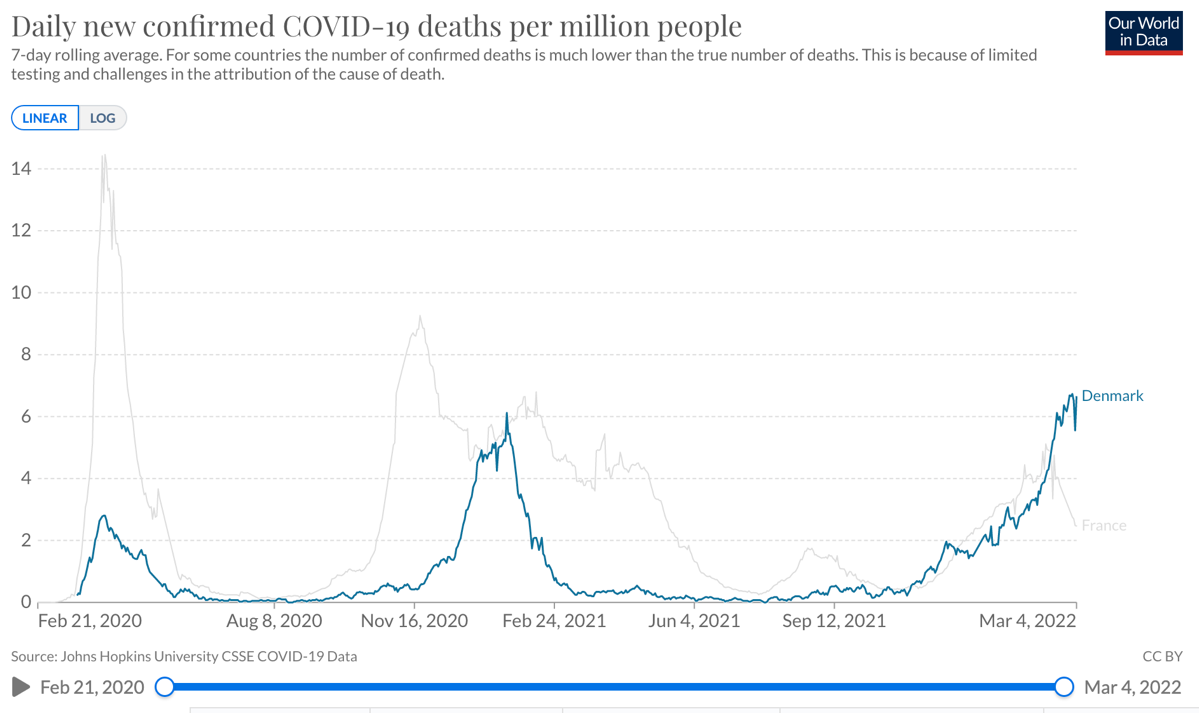 Daily new confirmed COVID-19 deaths per million people
Our World
in Data
7-day rolling average. For some countries the number of confirmed deaths is much lower than the true number of deaths. This is because of limited
testing and challenges in the attribution of the cause of death.
LINEAR LOG
14
12
10
8
6
4
2
0
Denmark
France
Feb 21, 2020 Aug 8, 2020 Nov 16, 2020 Feb 24, 2021 Jun 4, 2021 Sep 12, 2021 Mar 4, 2022
Source: Johns Hopkins University CSSE COVID-19 Data CC BY
Feb 21, 2020 Mar 4, 2022